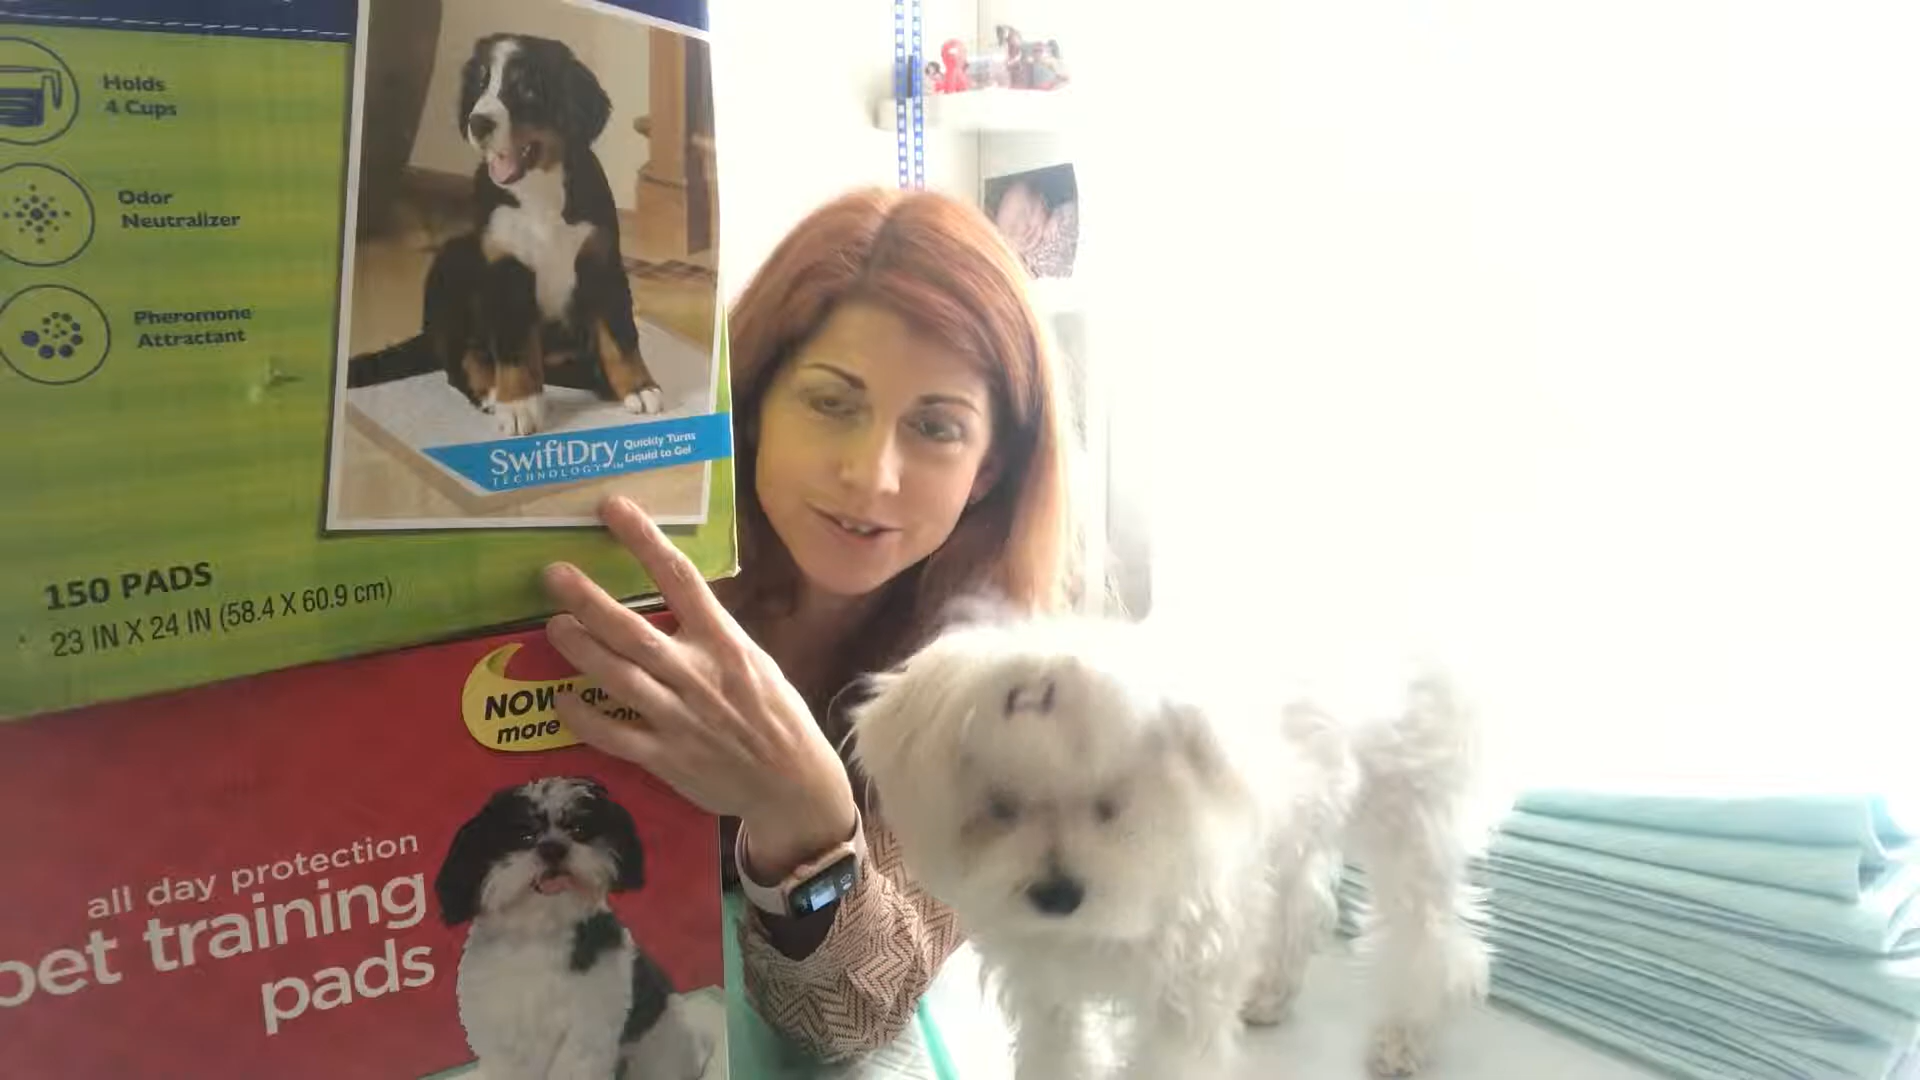 Holds
4 Cups
Odor
Neutralizer
Pheromone
Attractant
SwiftDry
TECHNOLOGY™
Quickly Turns
Liquid to Gel
150 PADS
23 IN X 24 IN (58.4 X 60.9 cm)
NOW!
more
all day protection
pet training
pads